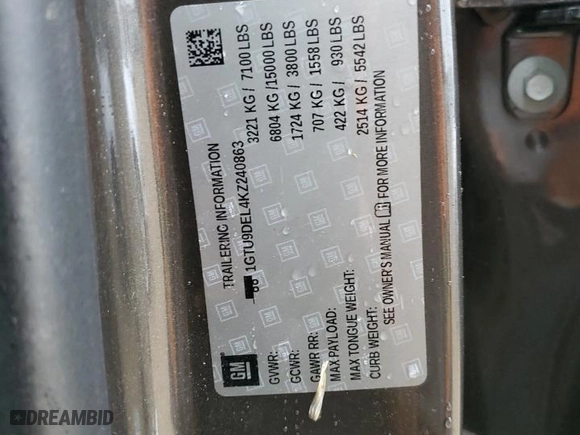 GM
TRAILERING INFORMATION
1GTU9DEL4KZ240863
GVWR: 3221 KG / 7100 LBS
GCWR: 6804 KG / 15000 LBS
GAWR RR: 1724 KG / 3800 LBS
MAX PAYLOAD: 707 KG / 1558 LBS
MAX TONGUE WEIGHT: 422 KG / 930 LBS
CURB WEIGHT: 2514 KG / 5542 LBS
SEE OWNER'S MANUAL FOR MORE INFORMATION
DREAMBID